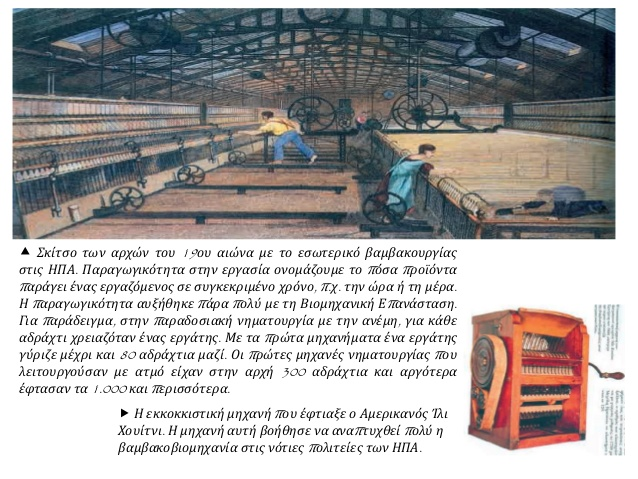 ▲ Σκίτσο των αρχών του 19ου αιώνα με το εσωτερικό βαμβακουργίας
στις ΗΠΑ. Παραγωγικότητα στην εργασία ονομάζουμε το πόσα προϊόντα
παράγει ένας εργαζόμενος σε συγκεκριμένο χρόνο, π.χ. την ώρα ή τη μέρα.
Η παραγωγικότητα αυξήθηκε πάρα πολύ με τη Βιομηχανική Επανάσταση.
Για παράδειγμα, στην παραδοσιακή νηματουργία με την ανέμη, για κάθε
αδράχτι χρειαζόταν ένας εργάτης. Με τα πρώτα μηχανήματα ένα εργάτης
γύριζε μέχρι και 80 αδράχτια μαζί. Οι πρώτες μηχανές νηματουργίας που
λειτουργούσαν με ατμό είχαν στην αρχή 300 αδράχτια και αργότερα
έφτασαν τα 1.000 και περισσότερα.
▶ Η εκκοκκιστική μηχανή που έφτιαξε ο Αμερικανός Ίλι
Χουίτνι. Η μηχανή αυτή βοήθησε να αναπτυχθεί πολύ η
βαμβακοβιομηχανία στις νότιες πολιτείες των ΗΠΑ.